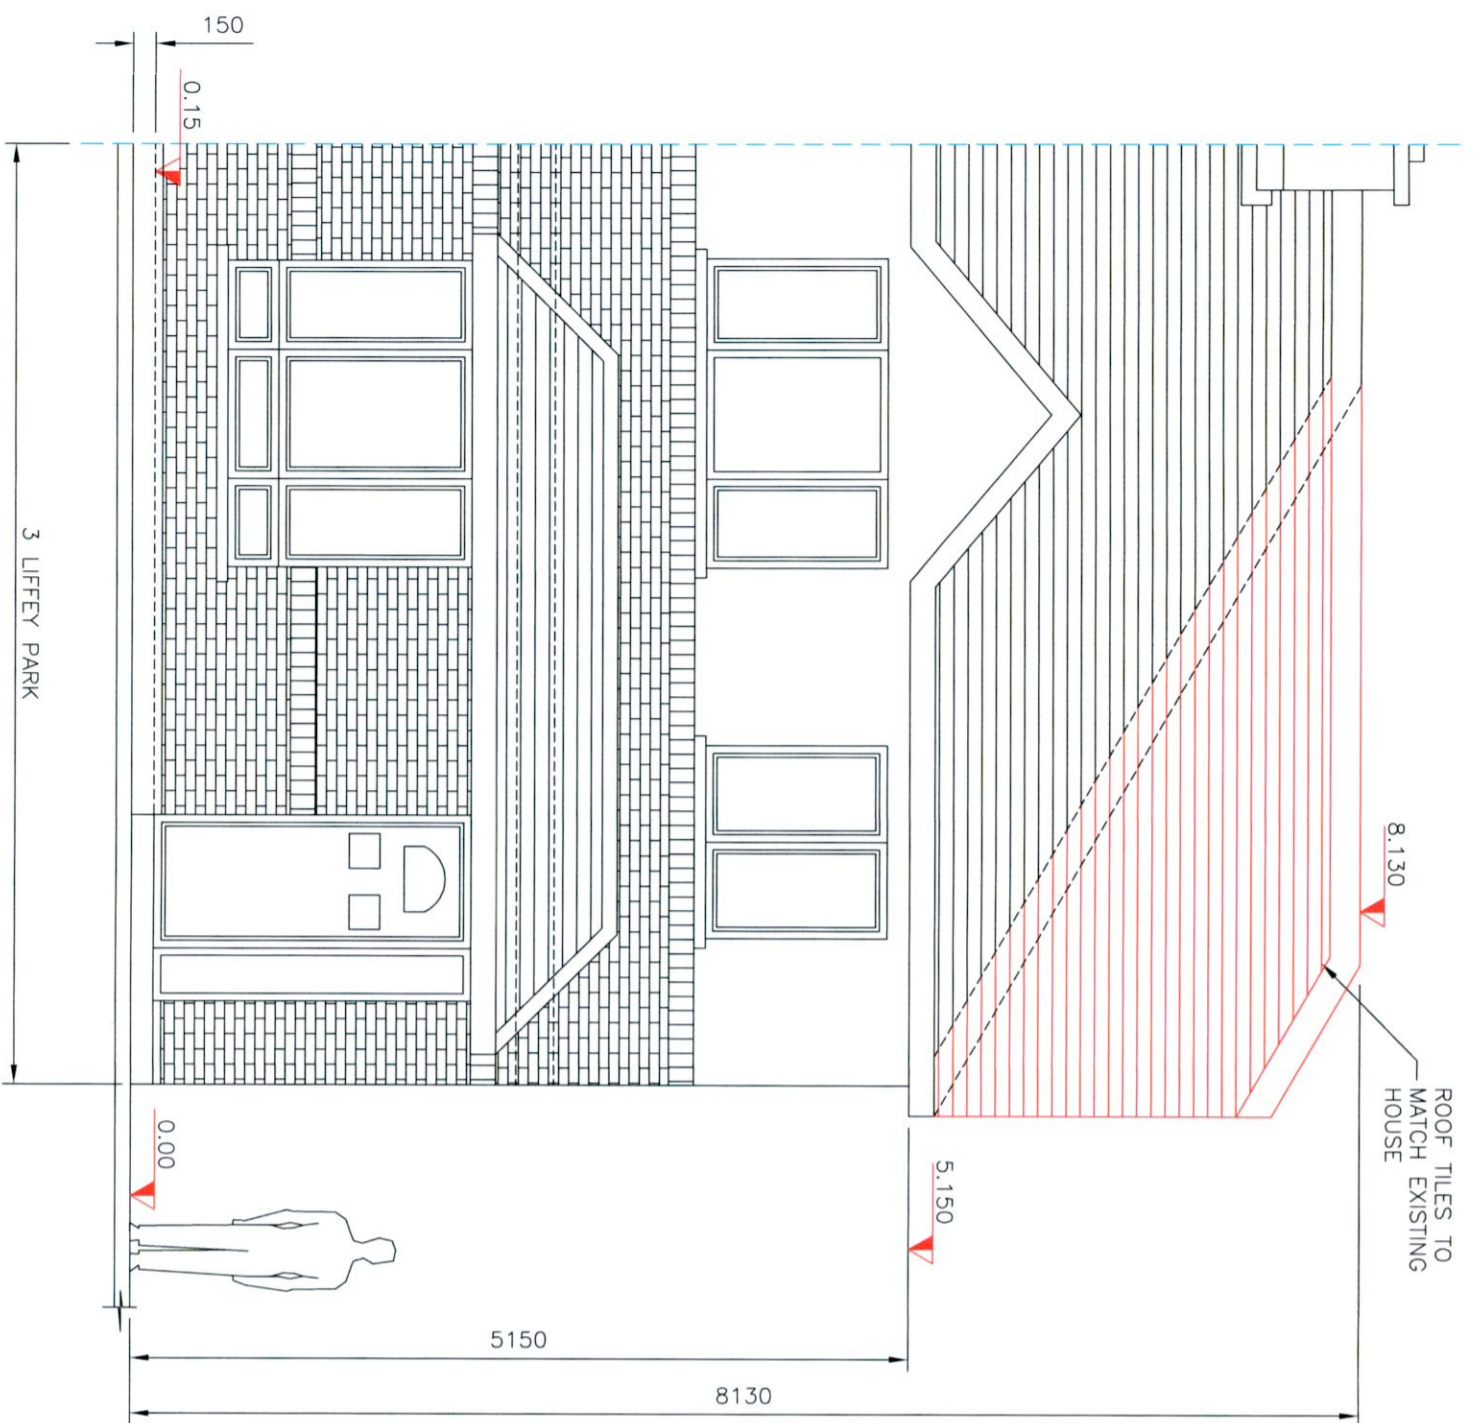 ROOF TILES TO
MATCH EXISTING
HOUSE
8.130
5.150
0.15
0.00
150
5150
8130
3 LIFFEY PARK